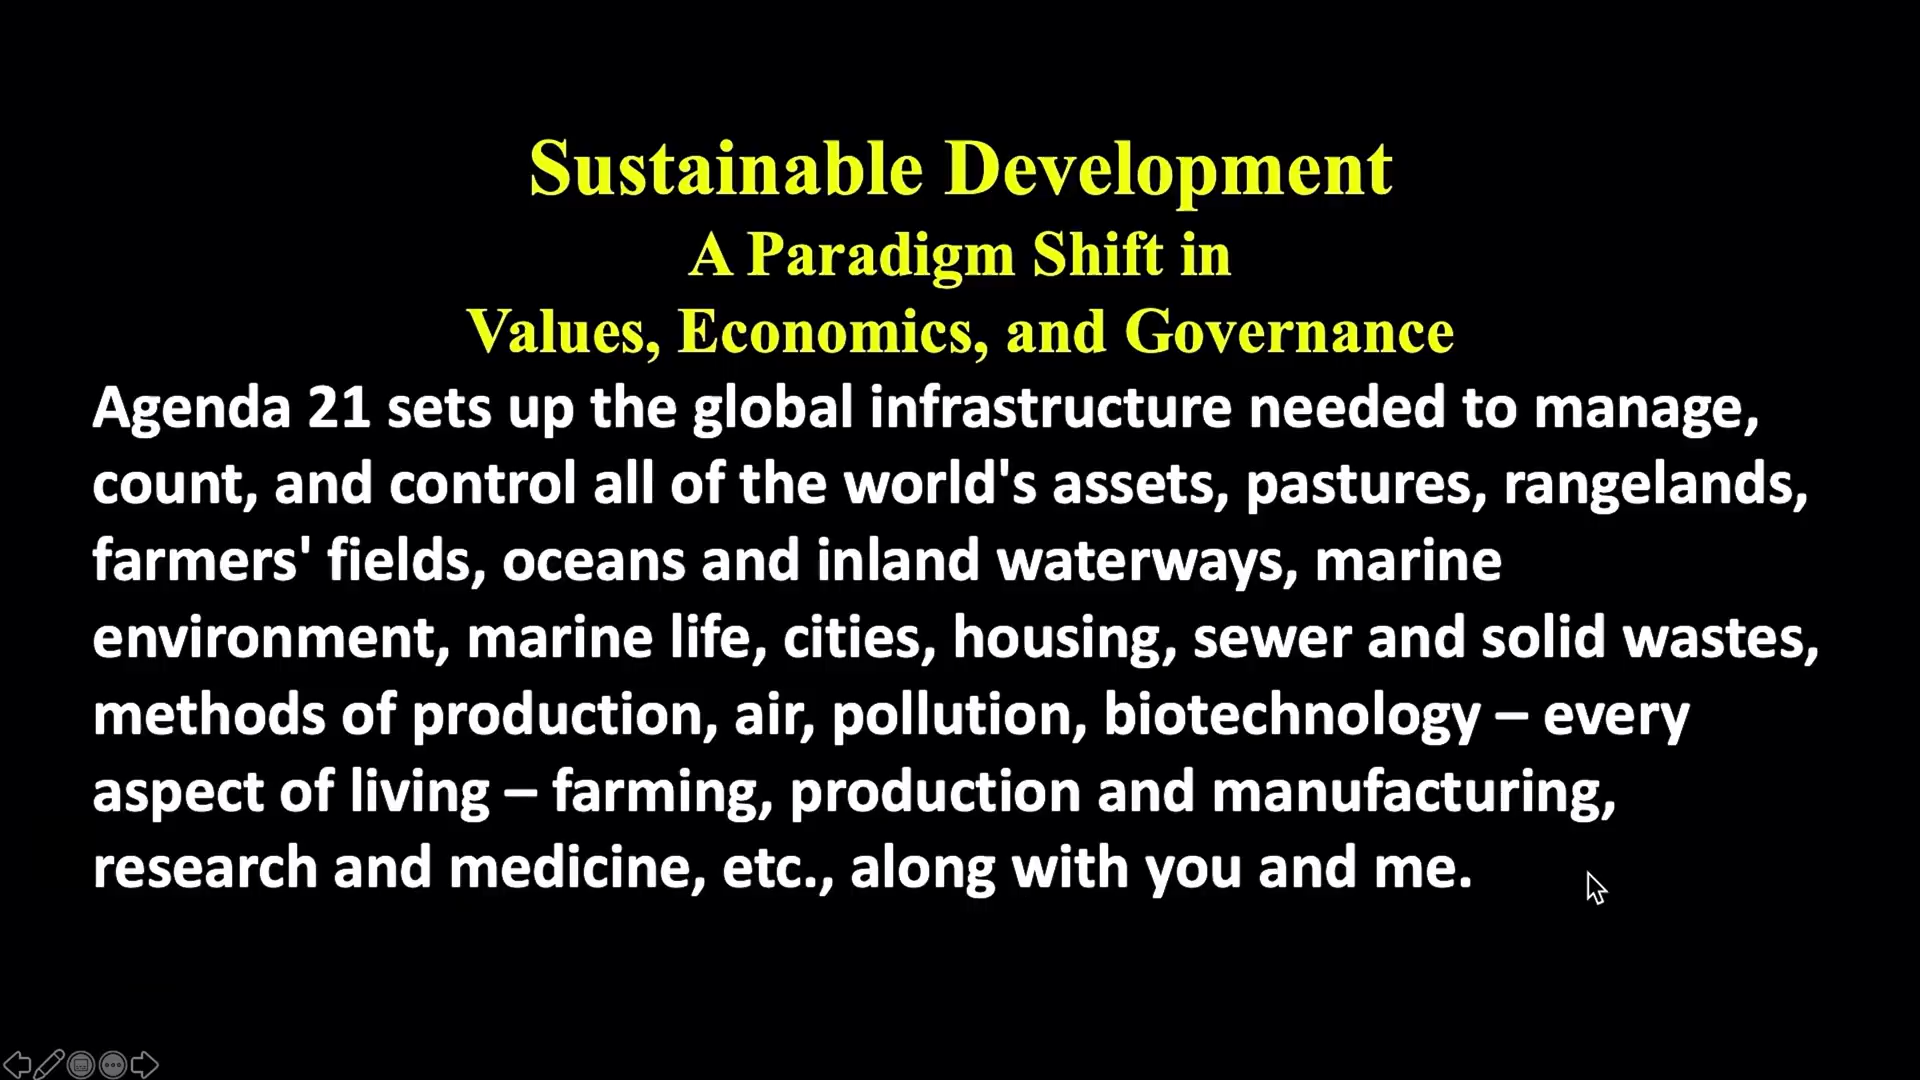 Sustainable Development
A Paradigm Shift in
Values, Economics, and Governance
Agenda 21 sets up the global infrastructure needed to manage,
count, and control all of the world's assets, pastures, rangelands,
farmers' fields, oceans and inland waterways, marine
environment, marine life, cities, housing, sewer and solid wastes,
methods of production, air, pollution, biotechnology – every
aspect of living – farming, production and manufacturing,
research and medicine, etc., along with you and me.